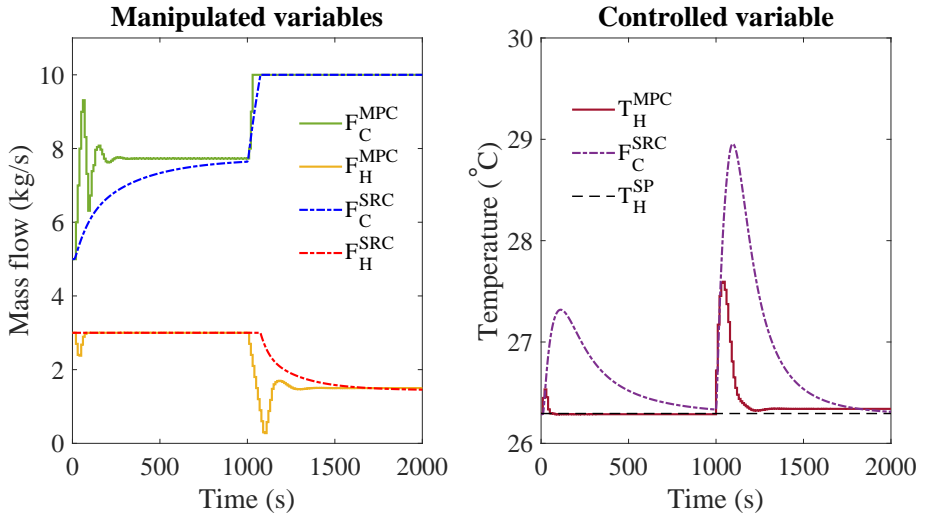 Manipulated variables
10
8
6
4
2
0
Mass flow (kg/s)
F_C^MPC
F_H^MPC
F_C^SRC
F_H^SRC
0 500 1000 1500 2000
Time (s)
Controlled variable
30
29
28
27
26
Temperature (°C)
T_H^MPC
F_C^SRC
T_H^SP
0 500 1000 1500 2000
Time (s)